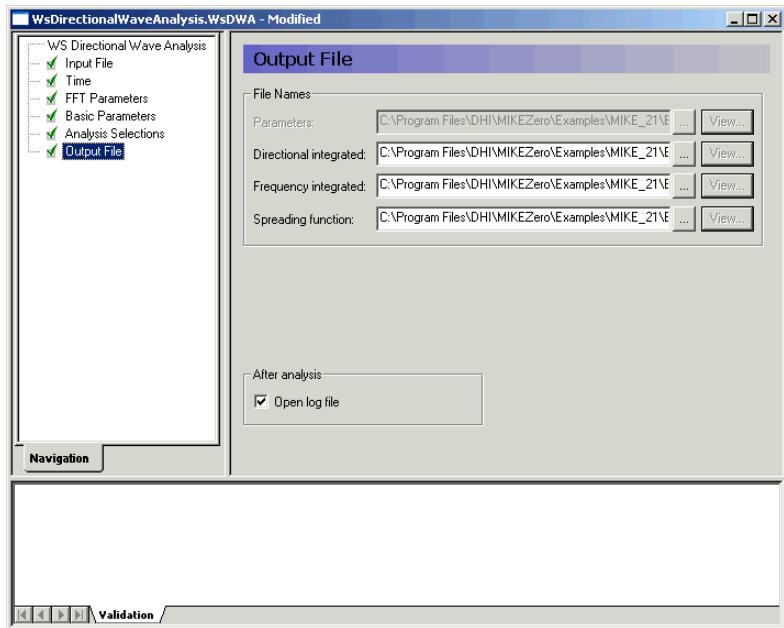 WsDirectionalWaveAnalysis.WsDWA - Modified
WS Directional Wave Analysis
Input File
Time
FFT Parameters
Basic Parameters
Analysis Selections
Output File
Navigation
Output File
File Names
Parameters: C:\Program Files\DHI\MIKEZero\Examples\MIKE_21\E ... View...
Directional integrated: C:\Program Files\DHI\MIKEZero\Examples\MIKE_21\E ... View...
Frequency integrated: C:\Program Files\DHI\MIKEZero\Examples\MIKE_21\E ... View...
Spreading function: C:\Program Files\DHI\MIKEZero\Examples\MIKE_21\E ... View...
After analysis
Open log file
Validation